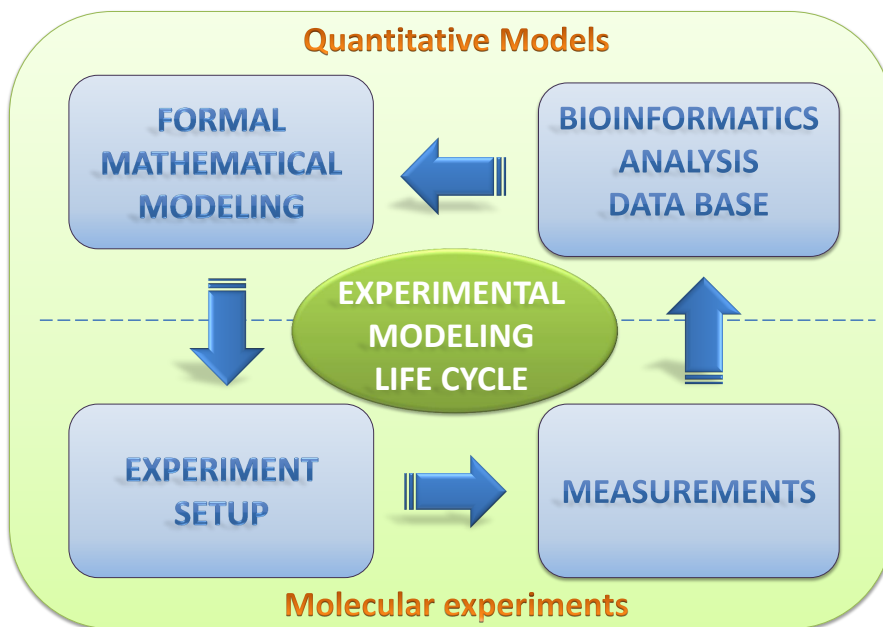 Quantitative Models
FORMAL
MATHEMATICAL
MODELING
BIOINFORMATICS
ANALYSIS
DATA BASE
EXPERIMENTAL
MODELING
LIFE CYCLE
EXPERIMENT
SETUP
MEASUREMENTS
Molecular experiments